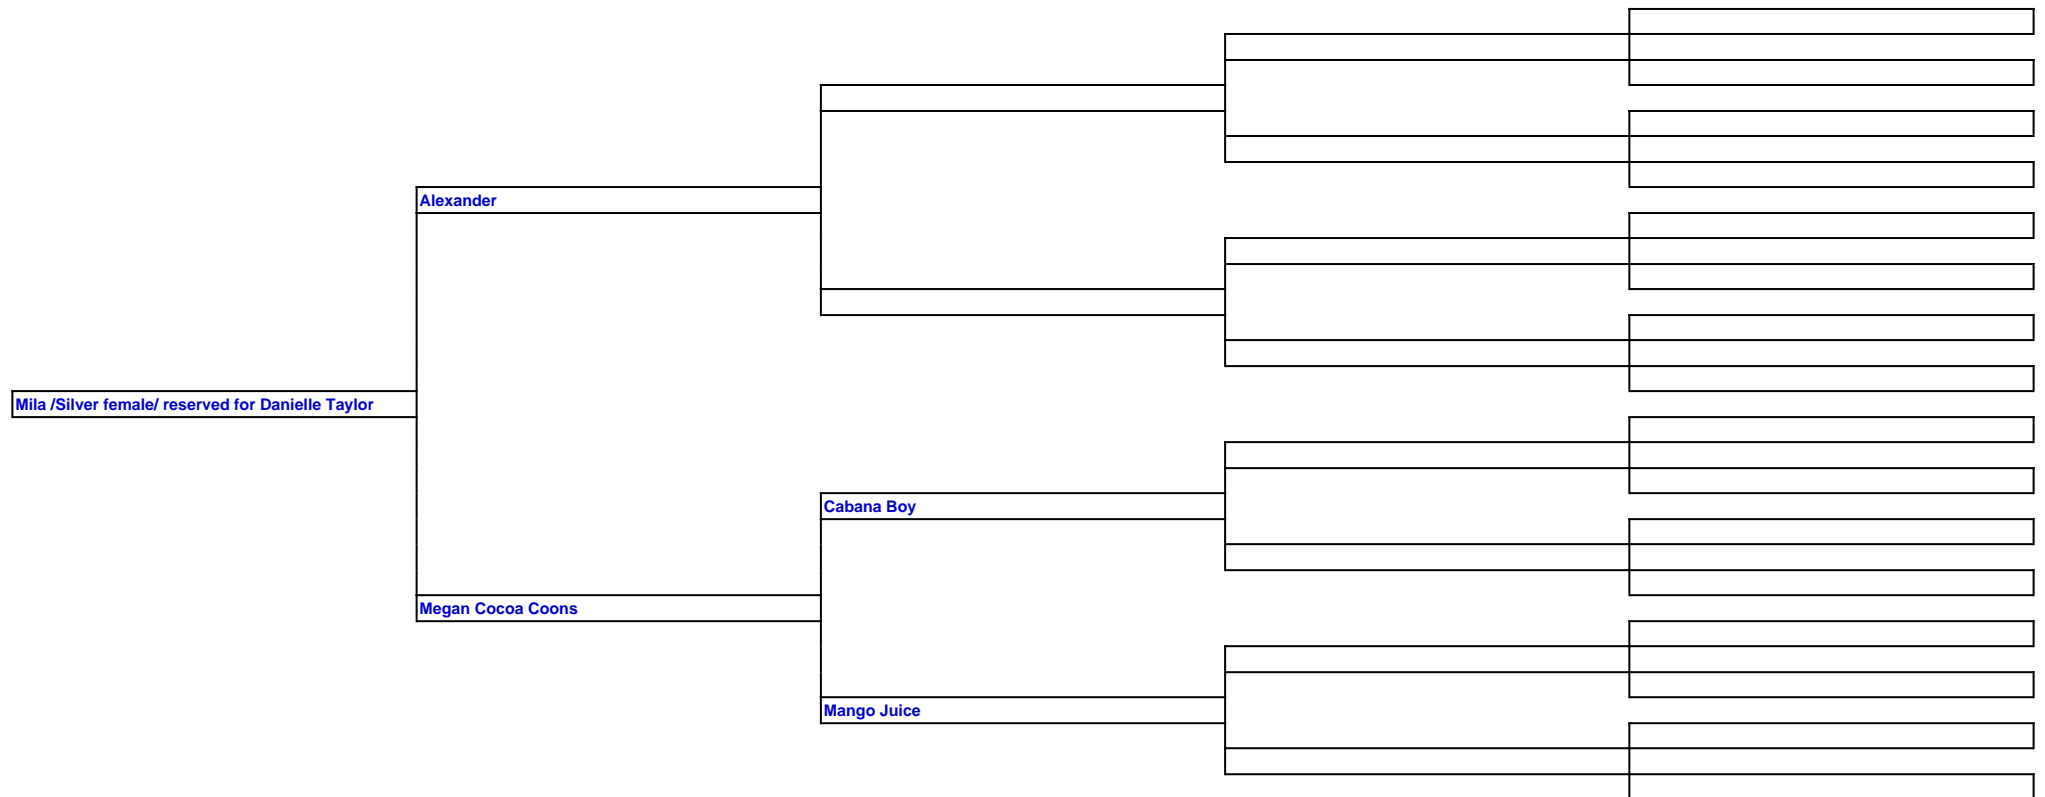 Alexander
Mila /Silver female/ reserved for Danielle Taylor
Cabana Boy
Megan Cocoa Coons
Mango Juice